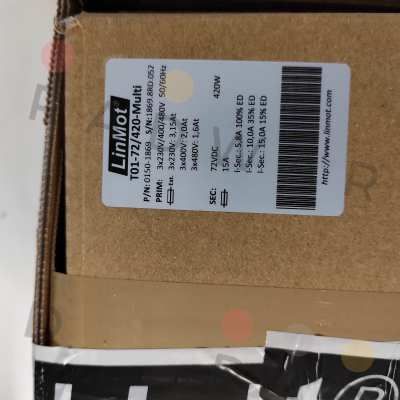 LinMot®
T01-72/420-Multi
P/N: 0150-1869 S/N:1869.8RD.052
PRIM: 3x230V/400/480V 50/60Hz
Ext. 3x230V: 3,15At
3x400V: 2,0At
3x480V: 1,6At
SEC: 72VDC 420W
15A
I-Sec.: 5,8A 100% ED
I-Sec.: 10,0A 35% ED
I-Sec.: 15,0A 15% ED
http://www.linmot.com